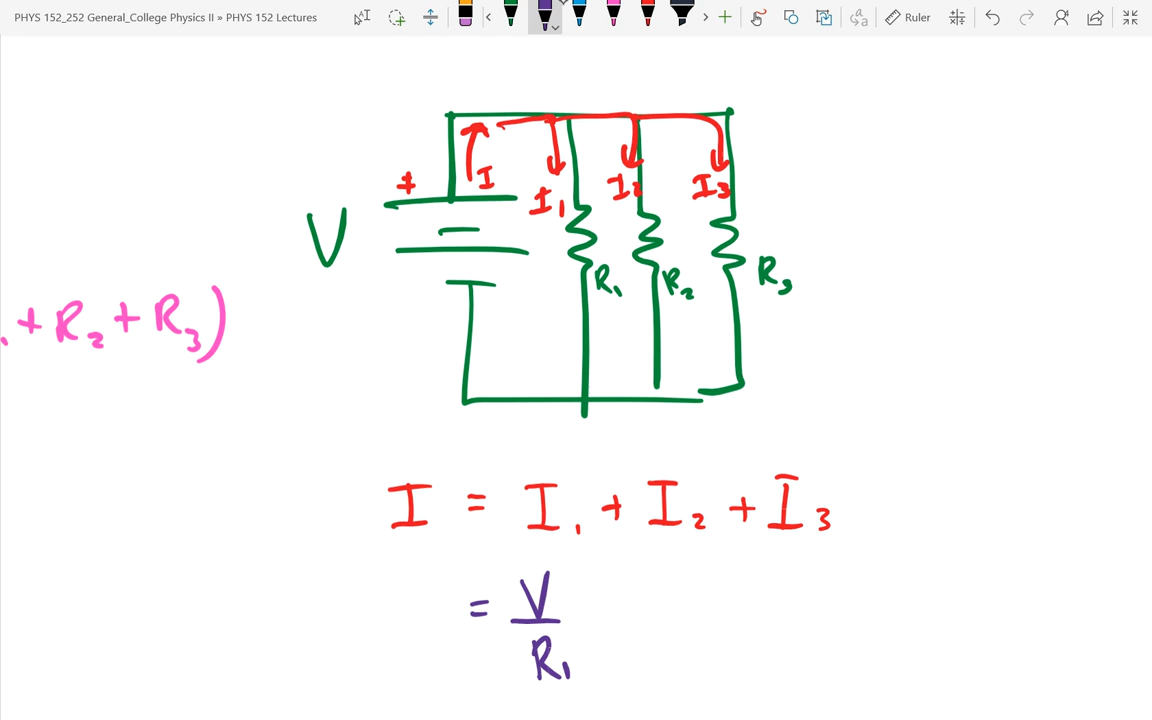 PHYS 152_252 General_College Physics II » PHYS 152 Lectures
Ruler
+
I
I₁
I₂
I₃
V
R₁
R₂
R₃
₁ + R₂ + R₃)
I = I₁ + I₂ + I₃
= V
R₁